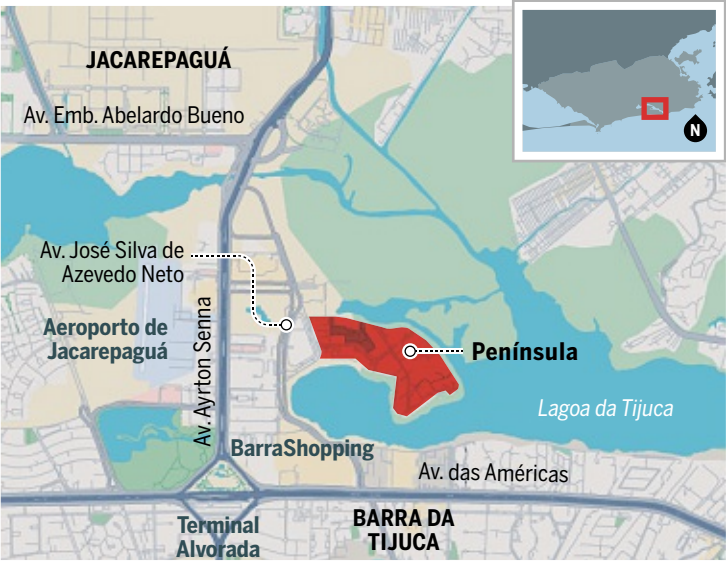 JACAREPAGUÁ
Av. Emb. Abelardo Bueno
N
Av. José Silva de
Azevedo Neto
Aeroporto de
Jacarepaguá
Av. Ayrton Senna
Península
Lagoa da Tijuca
BarraShopping
Av. das Américas
Terminal
Alvorada
BARRA DA
TIJUCA